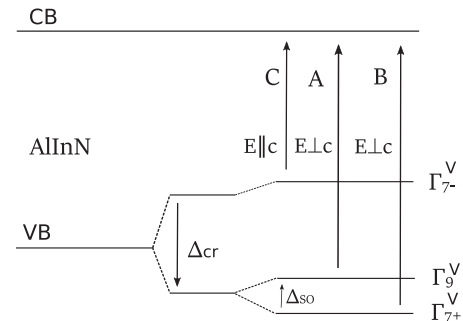 CB
C A B
AlInN E∥c E⊥c E⊥c
Γ₇₋ⱽ
VB Δcr
Γ₉ⱽ
Δso
Γ₇₊ⱽ